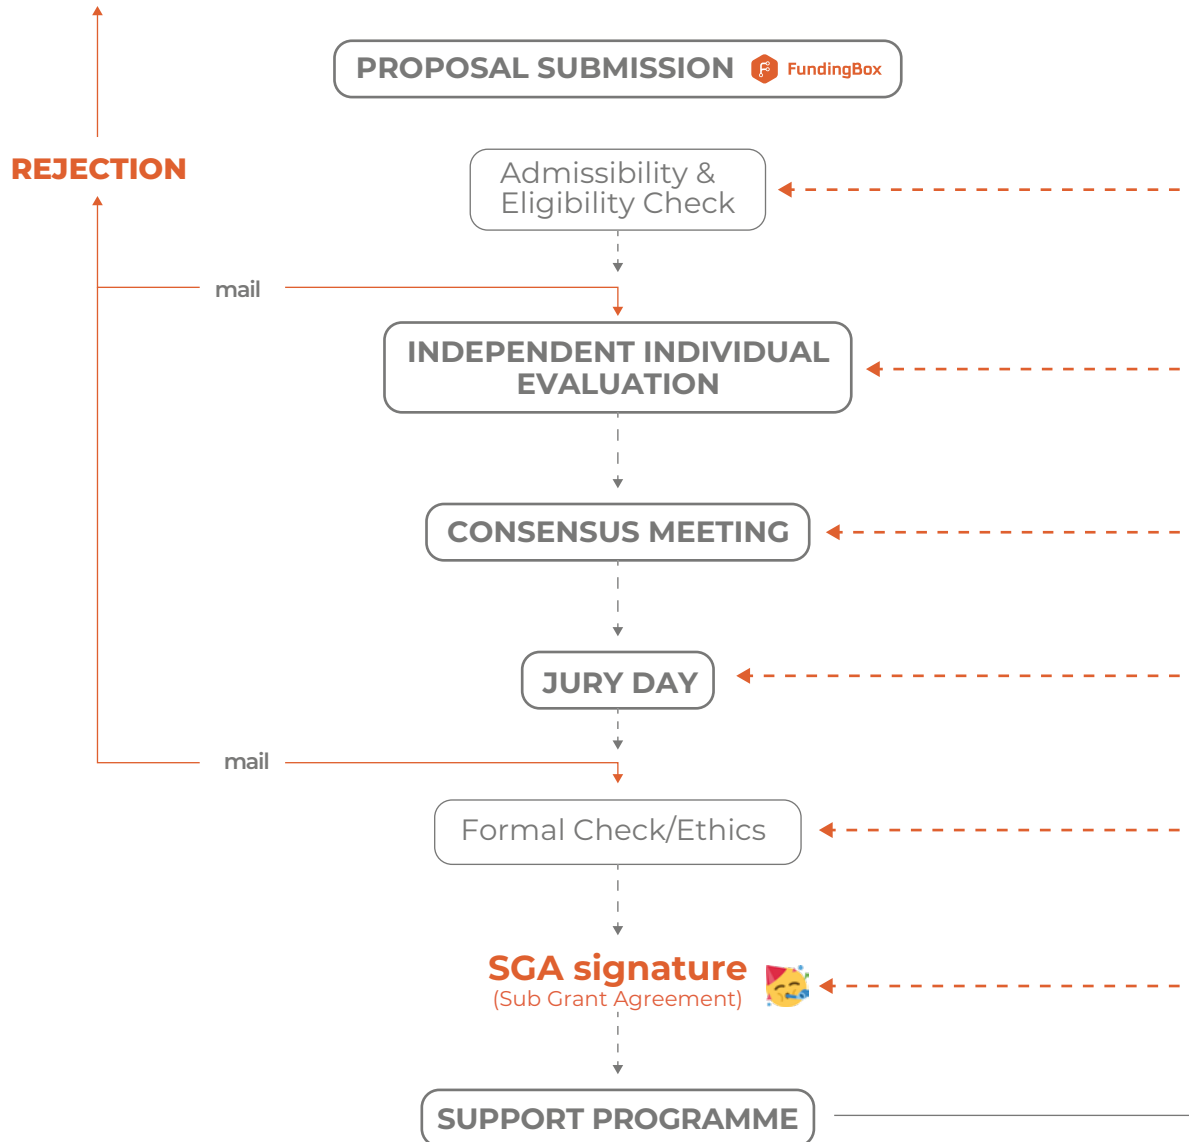 PROPOSAL SUBMISSION FundingBox
REJECTION
Admissibility &
Eligibility Check
mail
INDEPENDENT INDIVIDUAL
EVALUATION
CONSENSUS MEETING
JURY DAY
mail
Formal Check/Ethics
SGA signature
(Sub Grant Agreement)
SUPPORT PROGRAMME